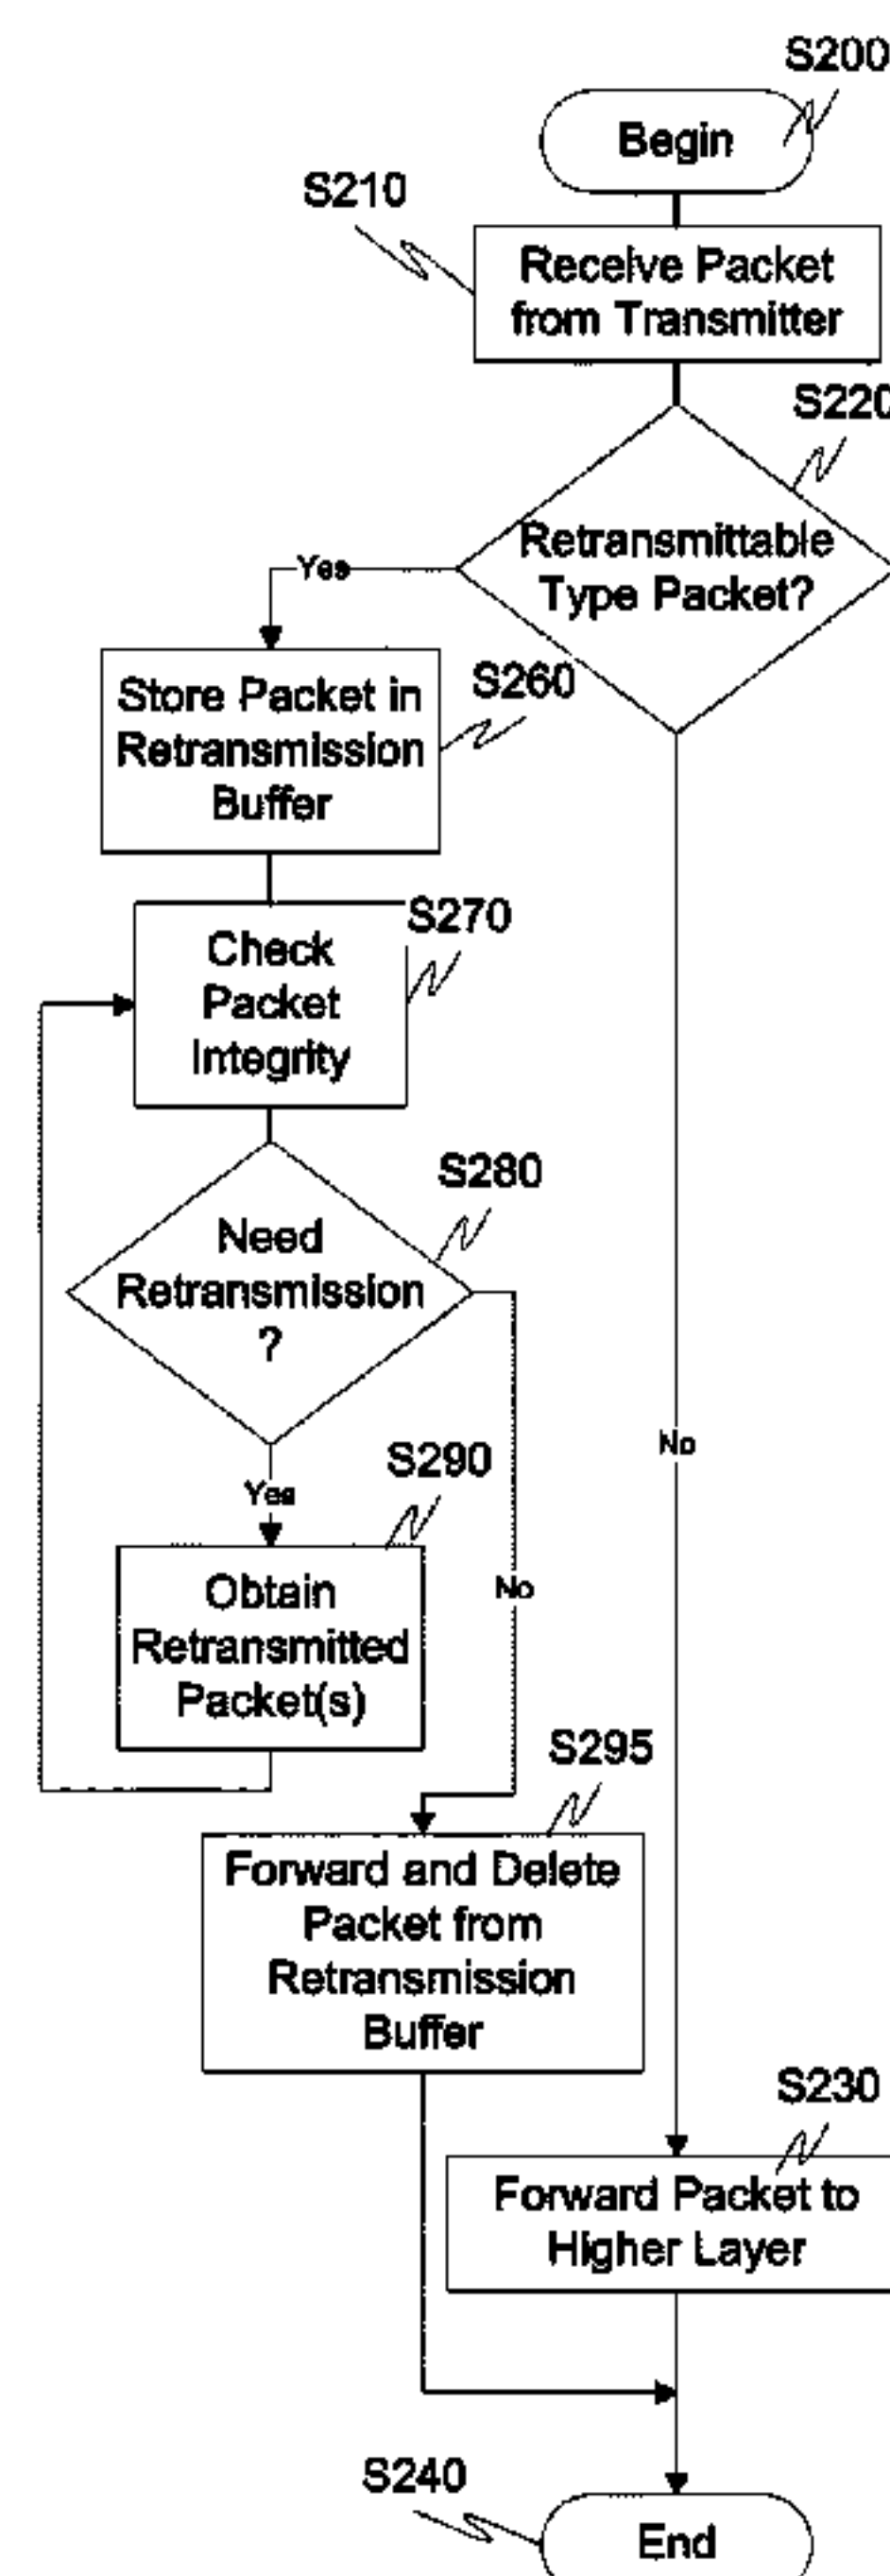 S200
Begin
S210
Receive Packet
from Transmitter
S220
Retransmittable
Type Packet?
Yes
Store Packet in
Retransmission
Buffer
S260
Check
Packet
Integrity
S270
Need
Retransmission
?
S280
Yes
No
No
S290
Obtain
Retransmitted
Packet(s)
S295
Forward and Delete
Packet from
Retransmission
Buffer
S230
Forward Packet to
Higher Layer
S240
End